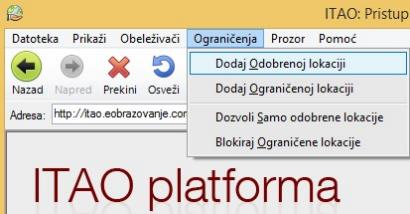 ITAO: Pristup
Datoteka Prikaži Obeleživači Ograničenja Prozor Pomoć
Dodaj Odobrenoj lokaciji
Dodaj Ograničenoj lokaciji
Dozvoli Samo odobrene lokacije
Blokiraj Ograničene lokacije
Nazad Napred Prekini Osveži
Adresa: http://itao.eobrazovanje.com
ITAO platforma